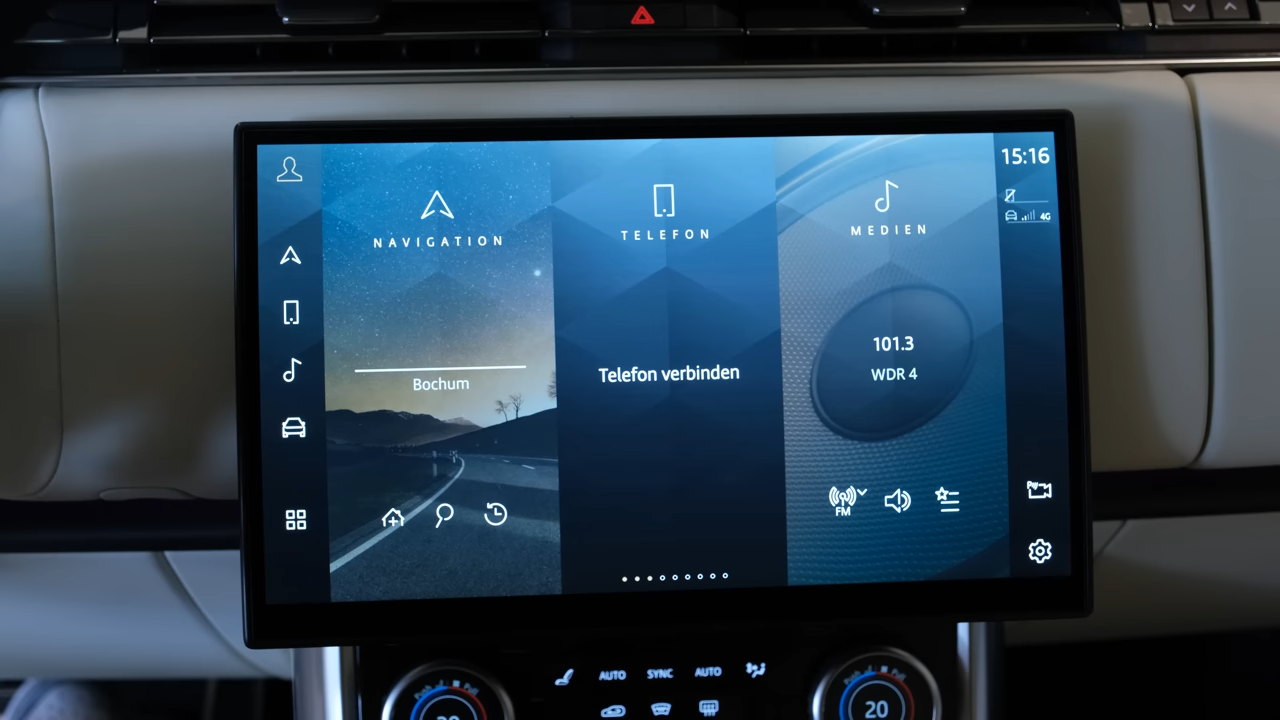 15:16
4G
NAVIGATION
TELEFON
MEDIEN
101.3
WDR 4
Telefon verbinden
Bochum
FM
AUTO SYNC AUTO
20